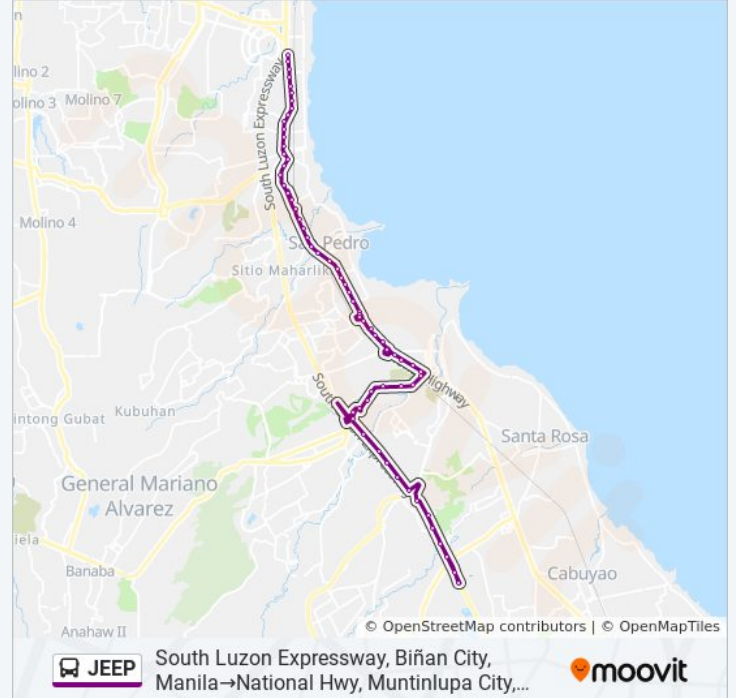 lino 2
olino 3
Molino 7
South Luzon Expressway
Molino 4
San Pedro
Sitio Maharlik
Highway
South
Santa Rosa
intong Gubat
Kubuhan
General Mariano
Alvarez
iela
Banaba
Cabuyao
Anahaw II
© OpenStreetMap contributors | © OpenMapTiles
JEEP
South Luzon Expressway, Biñan City,
Manila→National Hwy, Muntinlupa City,…
moovit